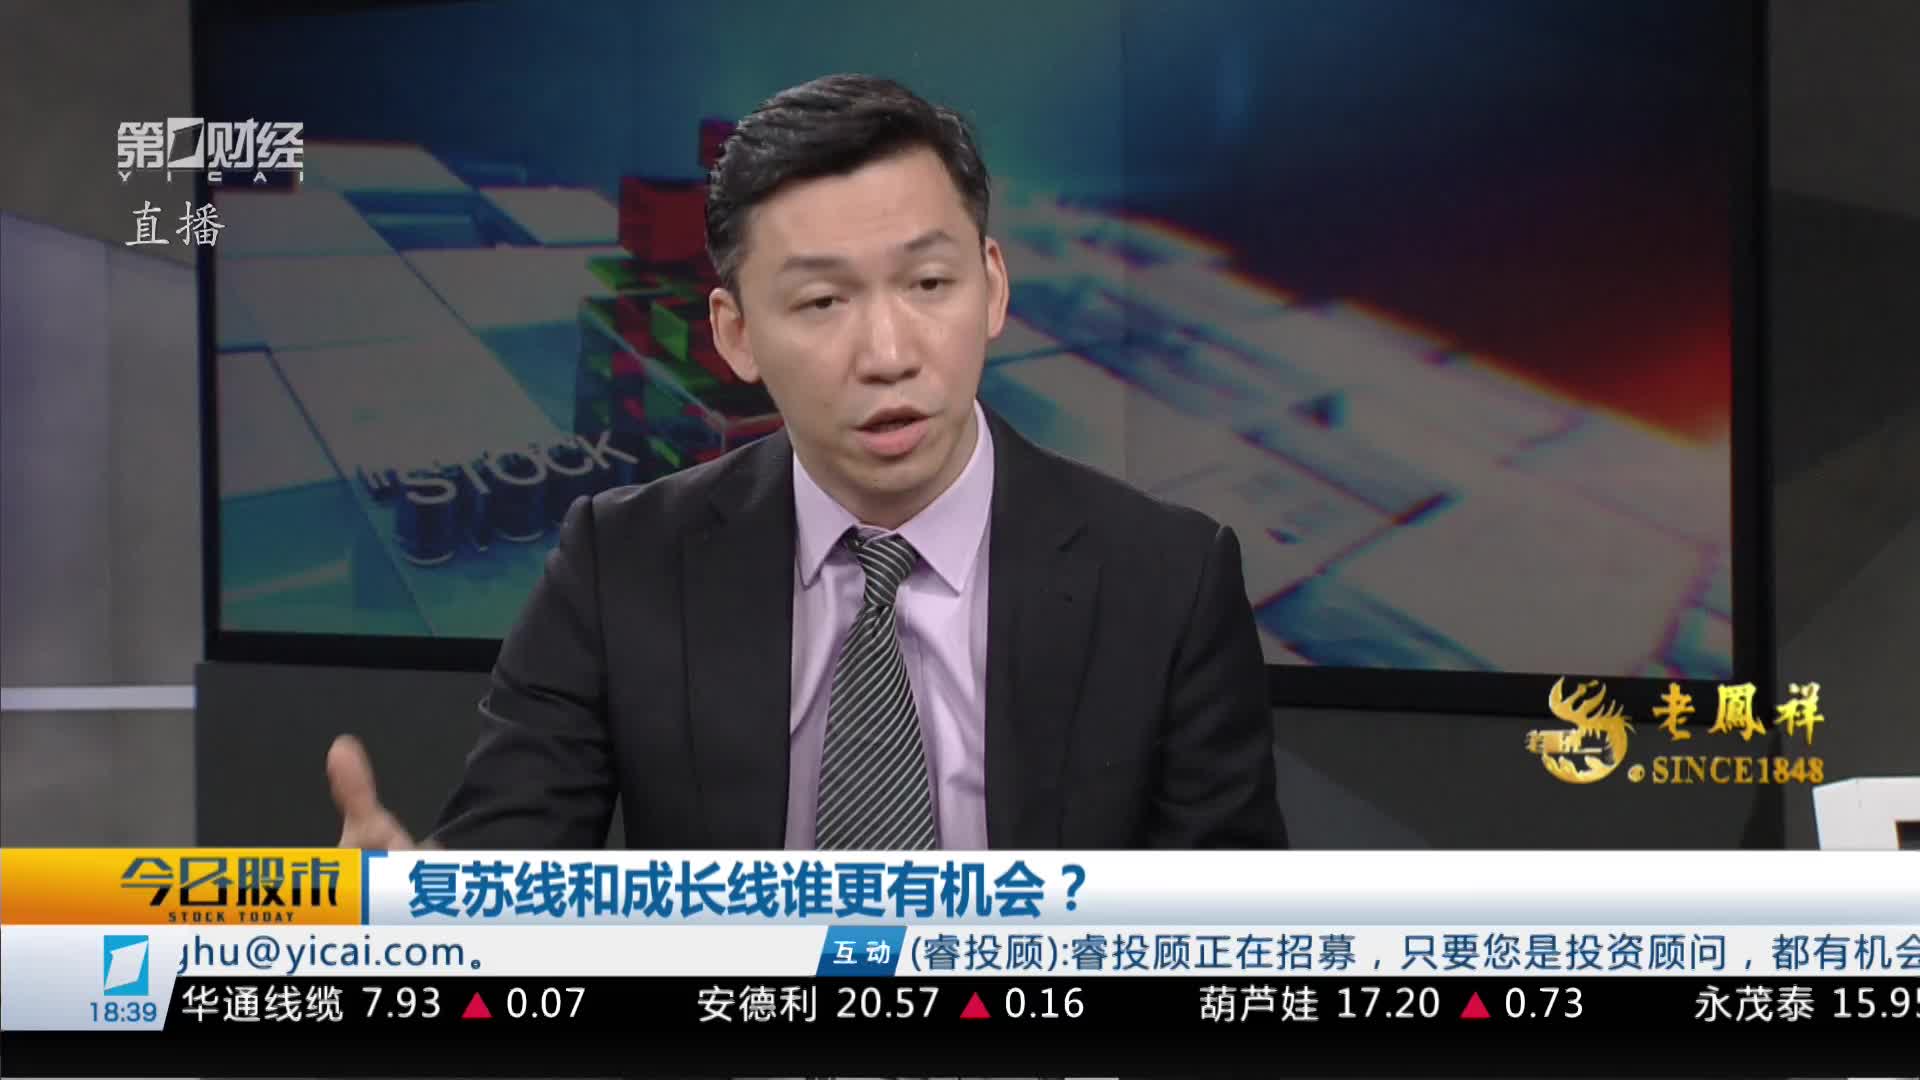 第一财经
YICAI
直播
"STOCK
老鳳祥
SINCE1848
今日股市
STOCK TODAY
复苏线和成长线谁更有机会？
ghu@yicai.com。
互动
(睿投顾):睿投顾正在招募，只要您是投资顾问，都有机会
18:39
华通线缆 7.93 ▲ 0.07 安德利 20.57 ▲ 0.16 葫芦娃 17.20 ▲ 0.73 永茂泰 15.95